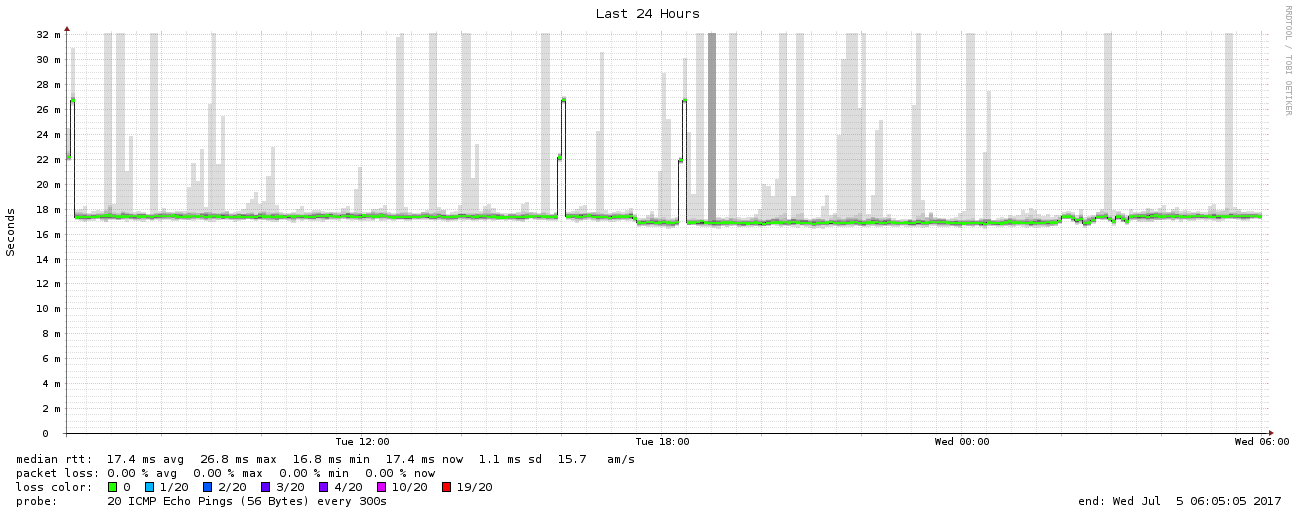 Last 24 Hours
RRDTOOL / TOBI OETIKER
Seconds
32 m
30 m
28 m
26 m
24 m
22 m
20 m
18 m
16 m
14 m
12 m
10 m
8 m
6 m
4 m
2 m
0
Tue 12:00 Tue 18:00 Wed 00:00 Wed 06:00
median rtt: 17.4 ms avg 26.8 ms max 16.8 ms min 17.4 ms now 1.1 ms sd 15.7 am/s
packet loss: 0.00 % avg 0.00 % max 0.00 % min 0.00 % now
loss color: 0 1/20 2/20 3/20 4/20 10/20 19/20
probe: 20 ICMP Echo Pings (56 Bytes) every 300s end: Wed Jul 5 06:05:05 2017